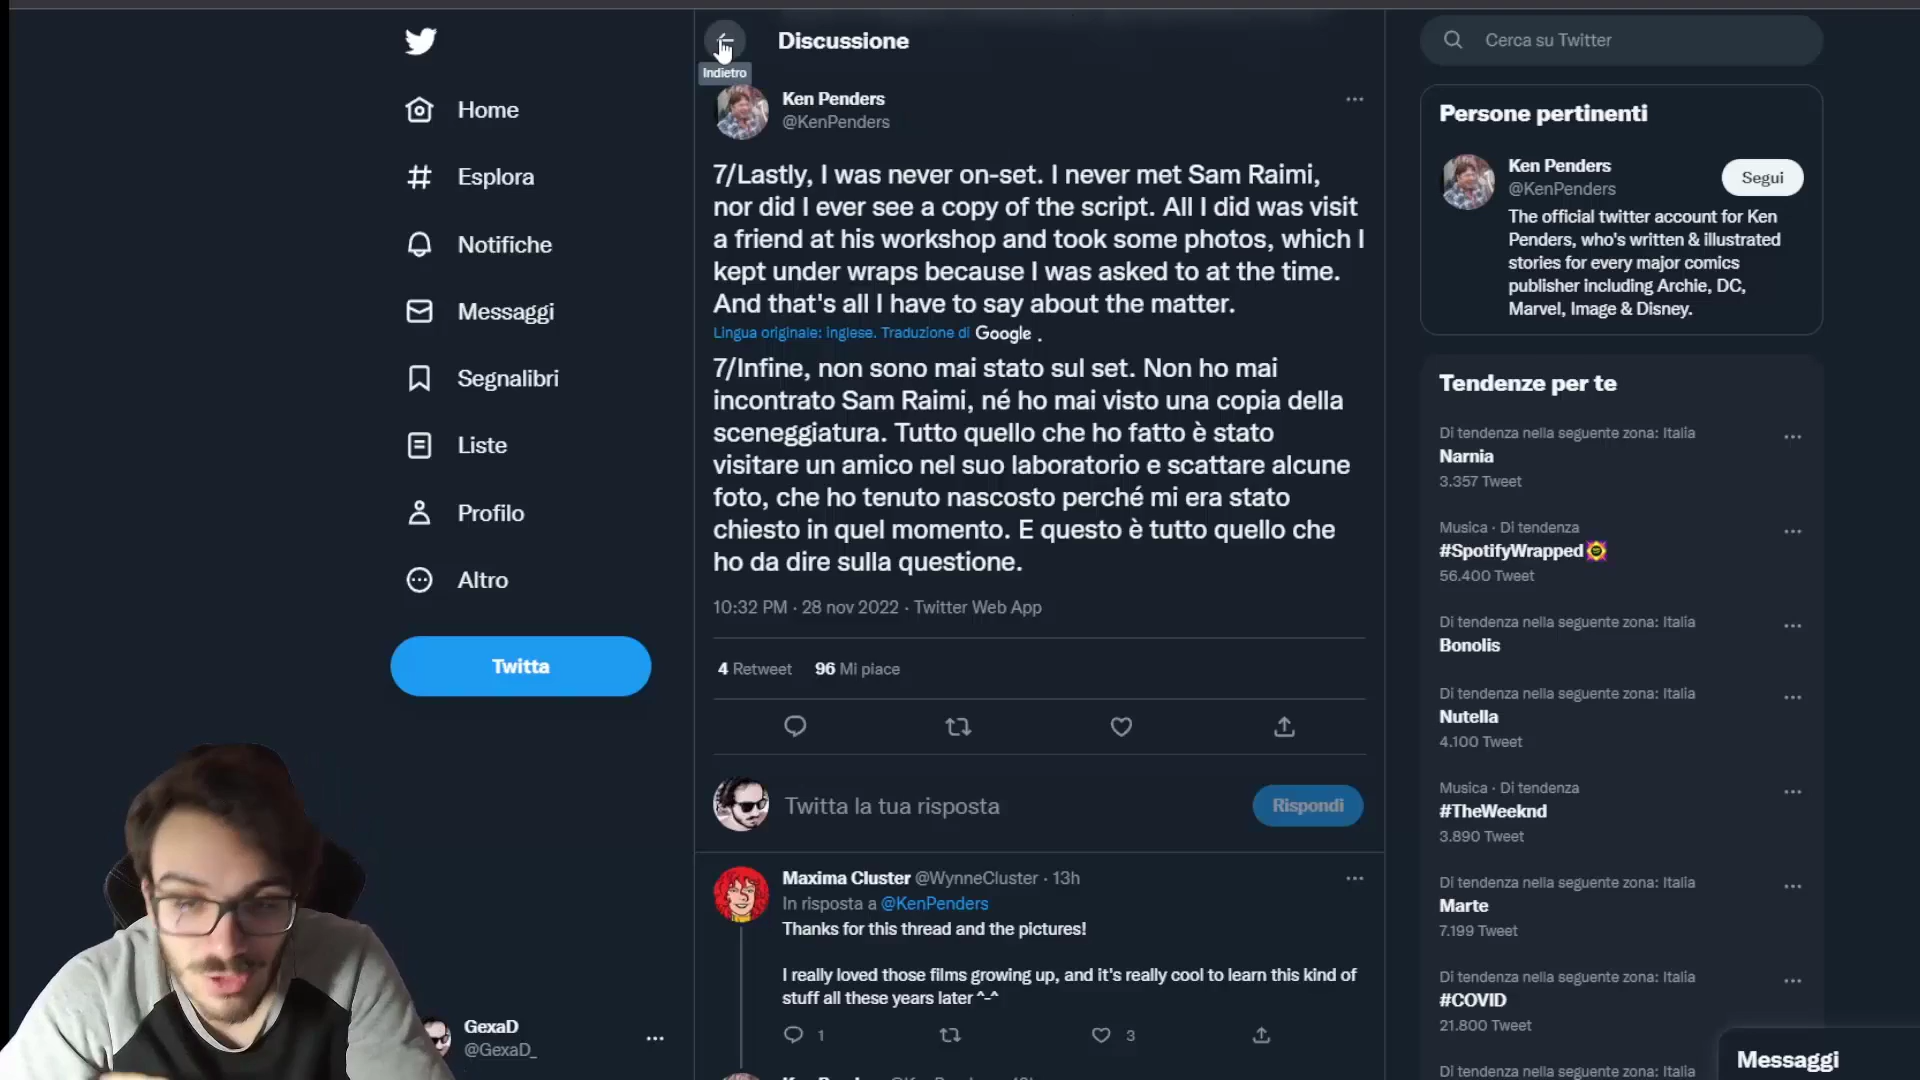 Home
Esplora
Notifiche
Messaggi
Segnalibri
Liste
Profilo
Altro
Twitta
GexaD
@GexaD_
Discussione
Indietro
Ken Penders
@KenPenders
7/Lastly, I was never on-set. I never met Sam Raimi,
nor did I ever see a copy of the script. All I did was visit
a friend at his workshop and took some photos, which I
kept under wraps because I was asked to at the time.
And that's all I have to say about the matter.
Lingua originale: inglese. Traduzione di Google .
7/Infine, non sono mai stato sul set. Non ho mai
incontrato Sam Raimi, né ho mai visto una copia della
sceneggiatura. Tutto quello che ho fatto è stato
visitare un amico nel suo laboratorio e scattare alcune
foto, che ho tenuto nascosto perché mi era stato
chiesto in quel momento. E questo è tutto quello che
ho da dire sulla questione.
10:32 PM · 28 nov 2022 · Twitter Web App
4 Retweet 96 Mi piace
Twitta la tua risposta
Rispondi
Maxima Cluster @WynneCluster · 13h
In risposta a @KenPenders
Thanks for this thread and the pictures!
I really loved those films growing up, and it's really cool to learn this kind of
stuff all these years later ^-^
1 3
Cerca su Twitter
Persone pertinenti
Ken Penders
@KenPenders
Segui
The official twitter account for Ken
Penders, who's written & illustrated
stories for every major comics
publisher including Archie, DC,
Marvel, Image & Disney.
Tendenze per te
Di tendenza nella seguente zona: Italia
Narnia
3.357 Tweet
Musica · Di tendenza
#SpotifyWrapped
56.400 Tweet
Di tendenza nella seguente zona: Italia
Bonolis
Di tendenza nella seguente zona: Italia
Nutella
4.100 Tweet
Musica · Di tendenza
#TheWeeknd
3.890 Tweet
Di tendenza nella seguente zona: Italia
Marte
7.199 Tweet
Di tendenza nella seguente zona: Italia
#COVID
21.800 Tweet
Di tendenza nella seguente zona: Italia
Messaggi